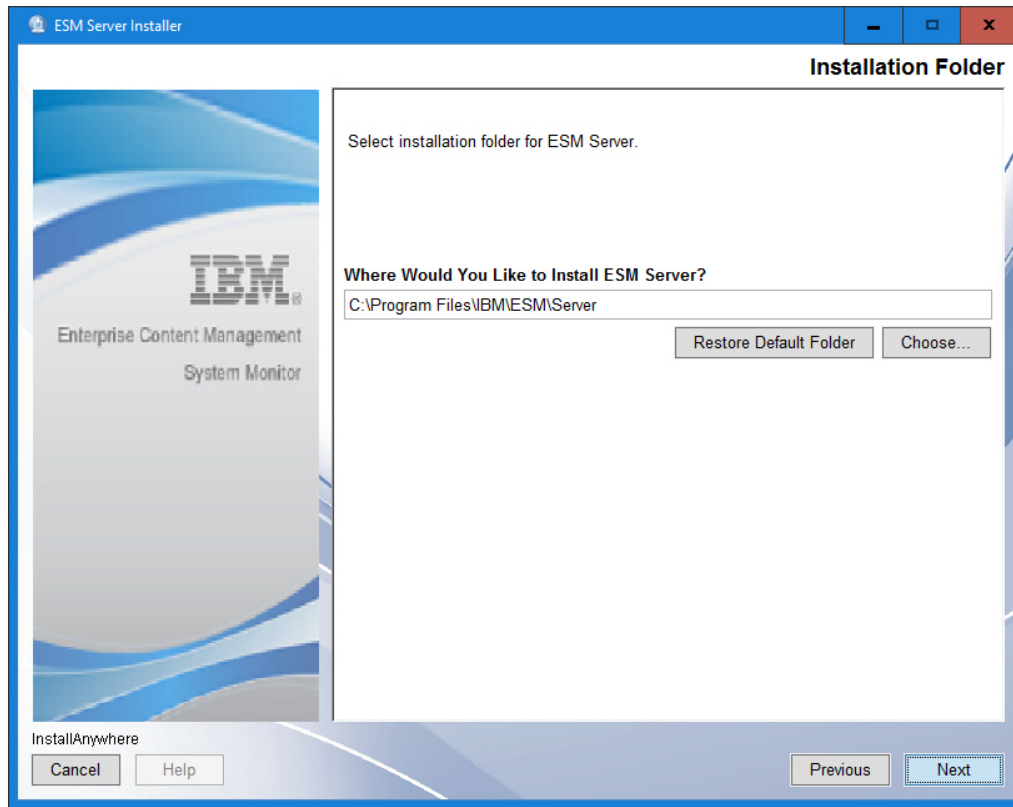 ESM Server Installer
Installation Folder
Select installation folder for ESM Server.
IBM®
Enterprise Content Management
System Monitor
Where Would You Like to Install ESM Server?
C:\Program Files\IBM\ESM\Server
Restore Default Folder Choose...
InstallAnywhere
Cancel Help Previous Next